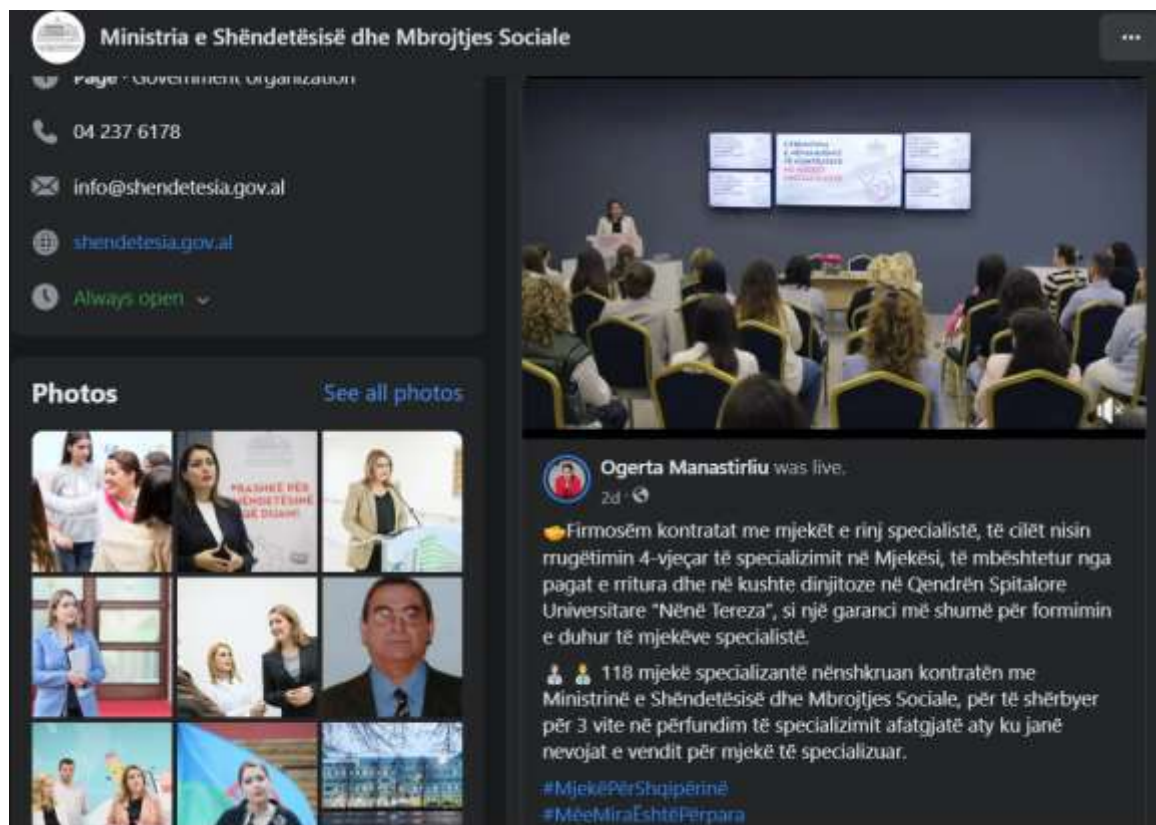 Ministria e Shëndetësisë dhe Mbrojtjes Sociale
Page · Government organization
04 237 6178
info@shendetesia.gov.al
shendetesia.gov.al
Always open
Photos
See all photos
Ogerta Manastirliu was live.
2d ·
🤝Firmosëm kontratat me mjekët e rinj specialistë, të cilët nisin
rrugëtimin 4-vjeçar të specializimit në Mjekësi, të mbështetur nga
pagat e rritura dhe në kushte dinjitoze në Qendrën Spitalore
Universitare "Nënë Tereza", si një garanci më shumë për formimin
e duhur të mjekëve specialistë.
118 mjekë specializantë nënshkruan kontratën me
Ministrinë e Shëndetësisë dhe Mbrojtjes Sociale, për të shërbyer
për 3 vite në përfundim të specializimit afatgjatë aty ku janë
nevojat e vendit për mjekë të specializuar.
#MjekëPërShqipërinë
#MëeMiraËshtëPërpara